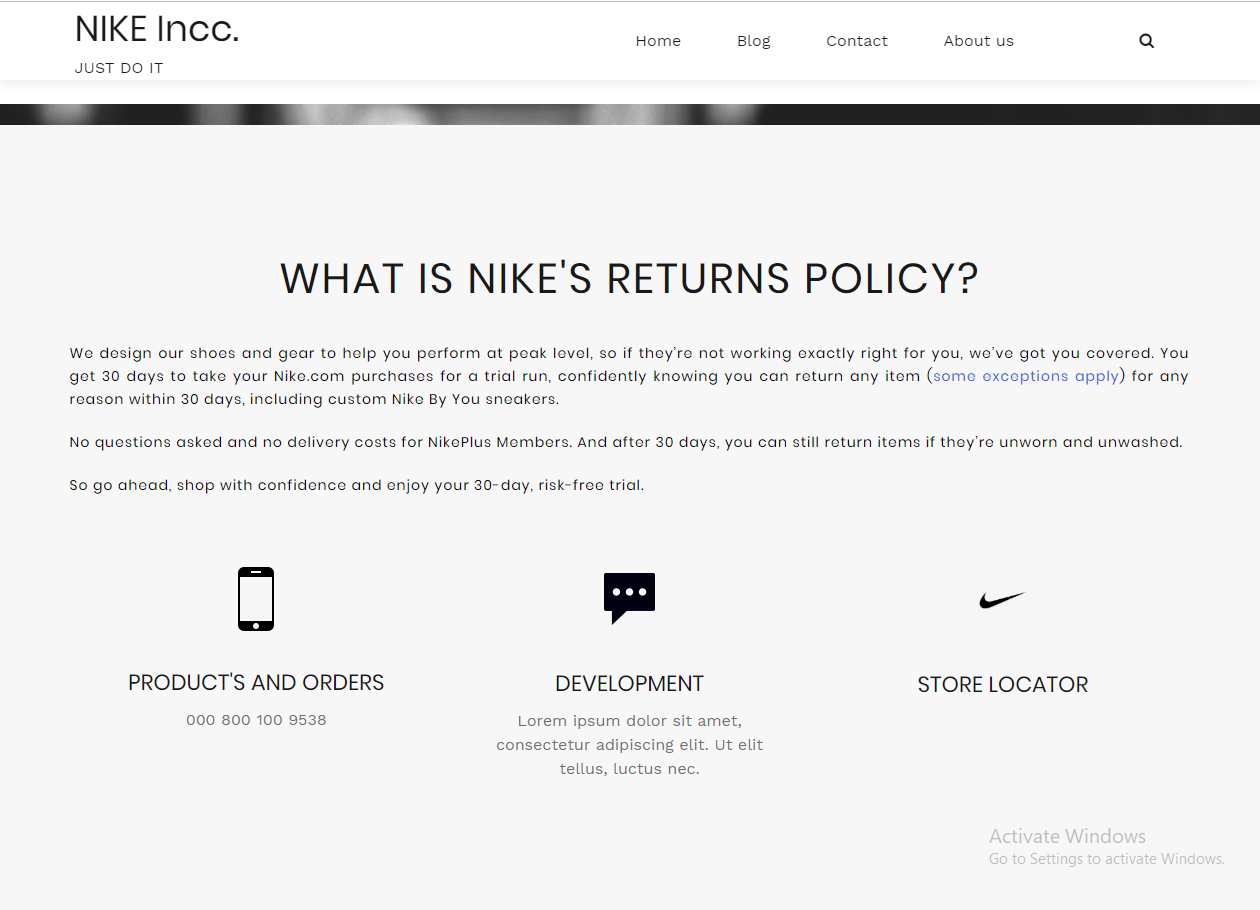 NIKE Incc.
JUST DO IT
Home Blog Contact About us
WHAT IS NIKE'S RETURNS POLICY?
We design our shoes and gear to help you perform at peak level, so if they’re not working exactly right for you, we’ve got you covered. You
get 30 days to take your Nike.com purchases for a trial run, confidently knowing you can return any item (some exceptions apply) for any
reason within 30 days, including custom Nike By You sneakers.
No questions asked and no delivery costs for NikePlus Members. And after 30 days, you can still return items if they’re unworn and unwashed.
So go ahead, shop with confidence and enjoy your 30-day, risk-free trial.
PRODUCT'S AND ORDERS
000 800 100 9538
DEVELOPMENT
Lorem ipsum dolor sit amet,
consectetur adipiscing elit. Ut elit
tellus, luctus nec.
STORE LOCATOR
Activate Windows
Go to Settings to activate Windows.